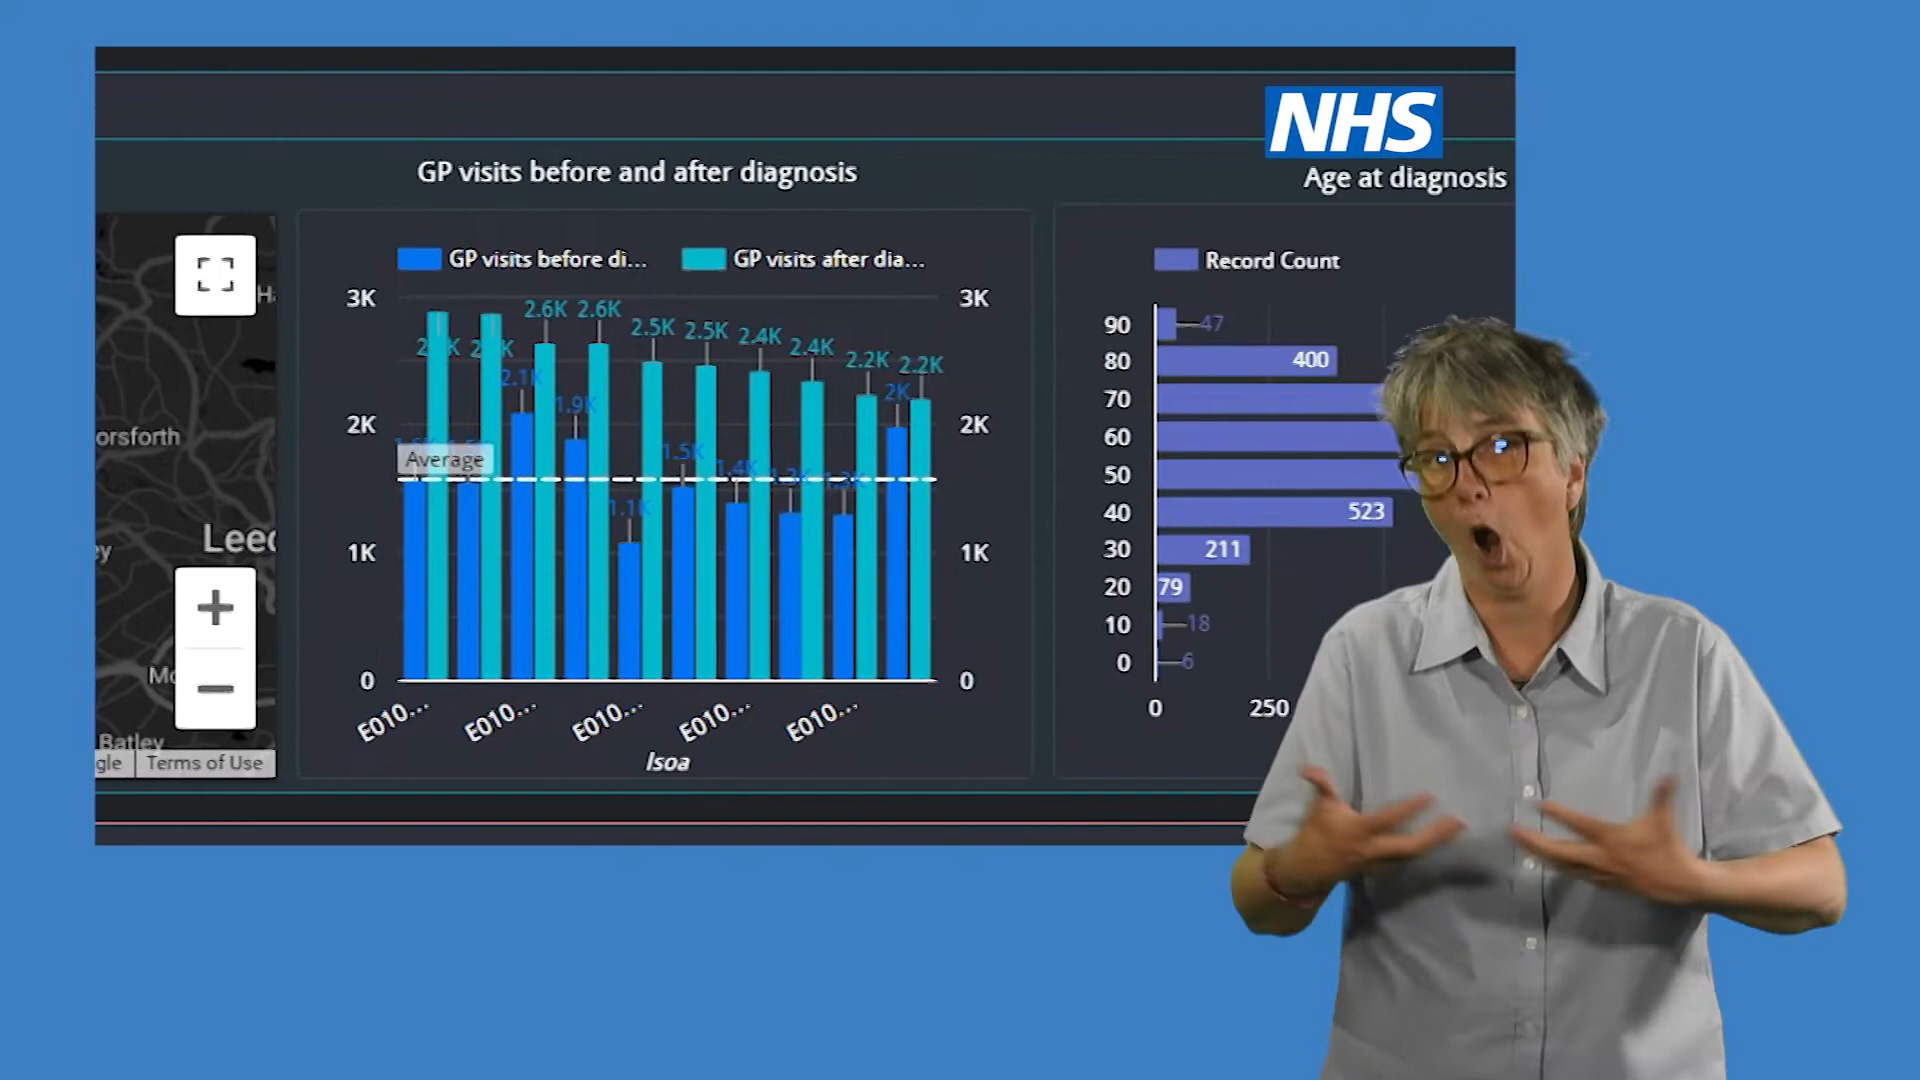 NHS
GP visits before and after diagnosis
Age at diagnosis
GP visits before di...
GP visits after dia...
Record Count
3K
2K
1K
0
2.6K
2.6K
2.5K
2.5K
2.4K
2.4K
2.2K
2.2K
2.1K
1.9K
1.1K
1.5K
1.4K
1.3K
1.3K
2K
Average
3K
2K
1K
0
E010...
E010...
E010...
E010...
E010...
lsoa
90
47
80
400
70
60
50
40
523
30
211
20
79
10
18
0
6
0
250
orsforth
Batley
Terms of Use